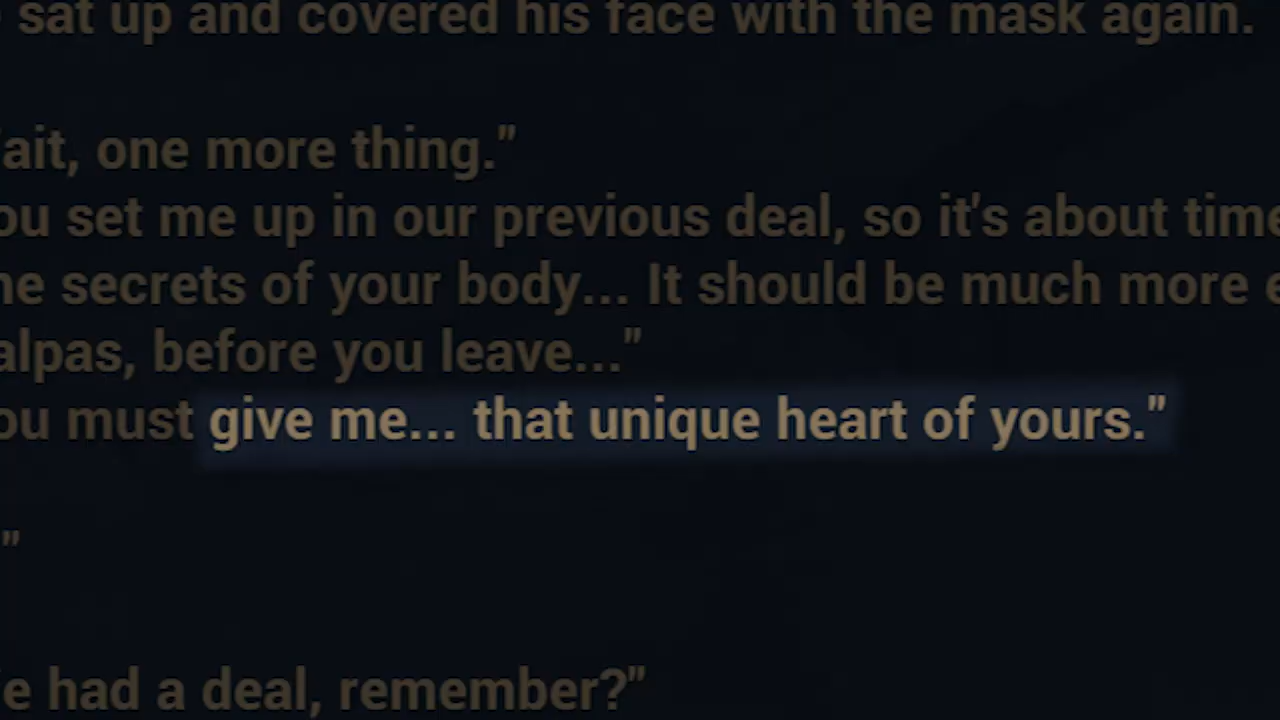 sat up and covered his face with the mask again.
ait, one more thing."
ou set me up in our previous deal, so it's about time
he secrets of your body... It should be much more e
alpas, before you leave..."
ou must give me... that unique heart of yours."
"
e had a deal, remember?"